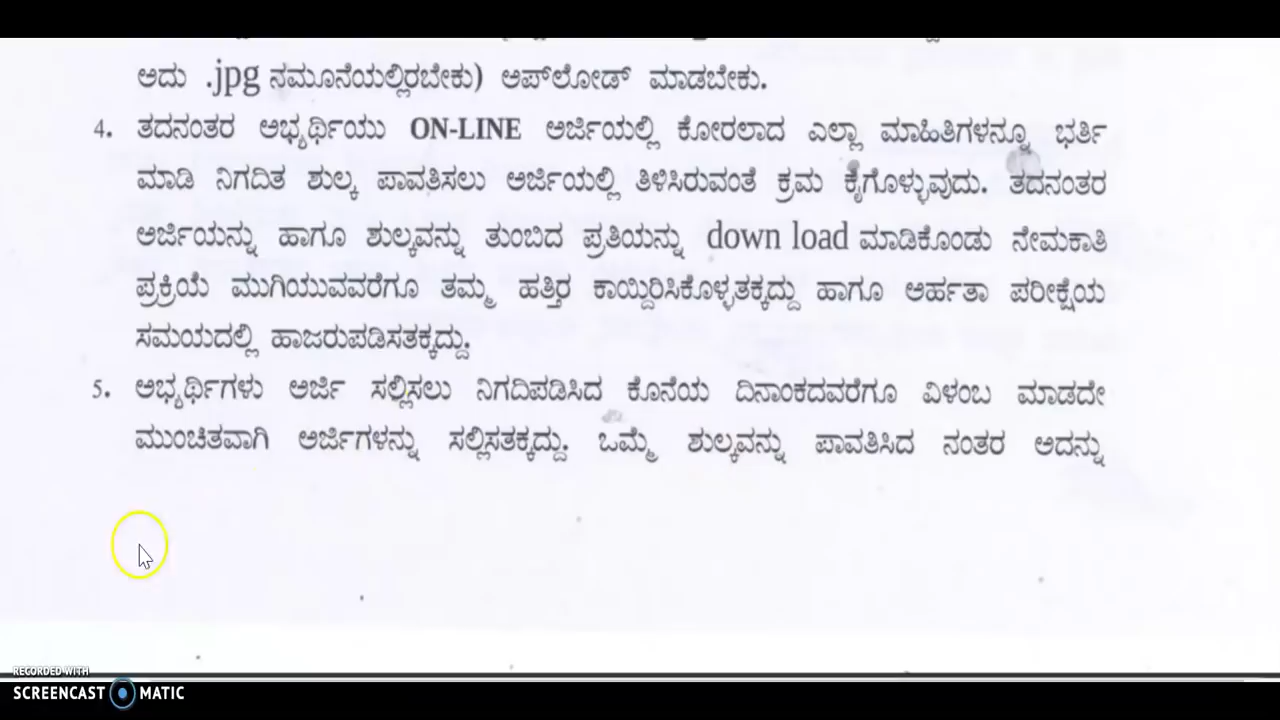 ಅದು .jpg ನಮೂನೆಯಲ್ಲಿರಬೇಕು) ಅಪ್‌ಲೋಡ್ ಮಾಡಬೇಕು.
4. ತದನಂತರ ಅಭ್ಯರ್ಥಿಯು ON-LINE ಅರ್ಜಿಯಲ್ಲಿ ಕೋರಲಾದ ಎಲ್ಲಾ ಮಾಹಿತಿಗಳನ್ನೂ ಭರ್ತಿ
ಮಾಡಿ ನಿಗದಿತ ಶುಲ್ಕ ಪಾವತಿಸಲು ಅರ್ಜಿಯಲ್ಲಿ ತಿಳಿಸಿರುವಂತೆ ಕ್ರಮ ಕೈಗೊಳ್ಳುವುದು. ತದನಂತರ
ಅರ್ಜಿಯನ್ನು ಹಾಗೂ ಶುಲ್ಕವನ್ನು ತುಂಬಿದ ಪ್ರತಿಯನ್ನು down load ಮಾಡಿಕೊಂಡು ನೇಮಕಾತಿ
ಪ್ರಕ್ರಿಯೆ ಮುಗಿಯುವವರೆಗೂ ತಮ್ಮ ಹತ್ತಿರ ಕಾಯ್ದಿರಿಸಿಕೊಳ್ಳತಕ್ಕದ್ದು ಹಾಗೂ ಅರ್ಹತಾ ಪರೀಕ್ಷೆಯ
ಸಮಯದಲ್ಲಿ ಹಾಜರುಪಡಿಸತಕ್ಕದ್ದು.
5. ಅಭ್ಯರ್ಥಿಗಳು ಅರ್ಜಿ ಸಲ್ಲಿಸಲು ನಿಗದಿಪಡಿಸಿದ ಕೊನೆಯ ದಿನಾಂಕದವರೆಗೂ ವಿಳಂಬ ಮಾಡದೇ
ಮುಂಚಿತವಾಗಿ ಅರ್ಜಿಗಳನ್ನು ಸಲ್ಲಿಸತಕ್ಕದ್ದು. ಒಮ್ಮೆ ಶುಲ್ಕವನ್ನು ಪಾವತಿಸಿದ ನಂತರ ಅದನ್ನು
RECORDED WITH
SCREENCAST MATIC